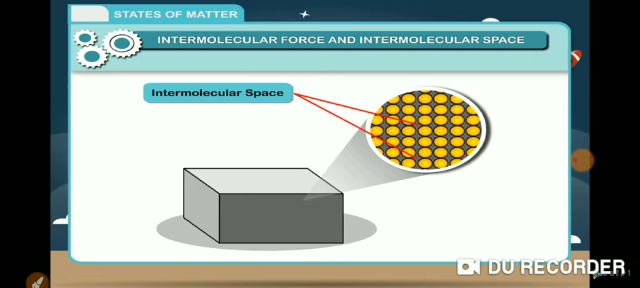 STATES OF MATTER
INTERMOLECULAR FORCE AND INTERMOLECULAR SPACE
Intermolecular Space
DU RECORDER